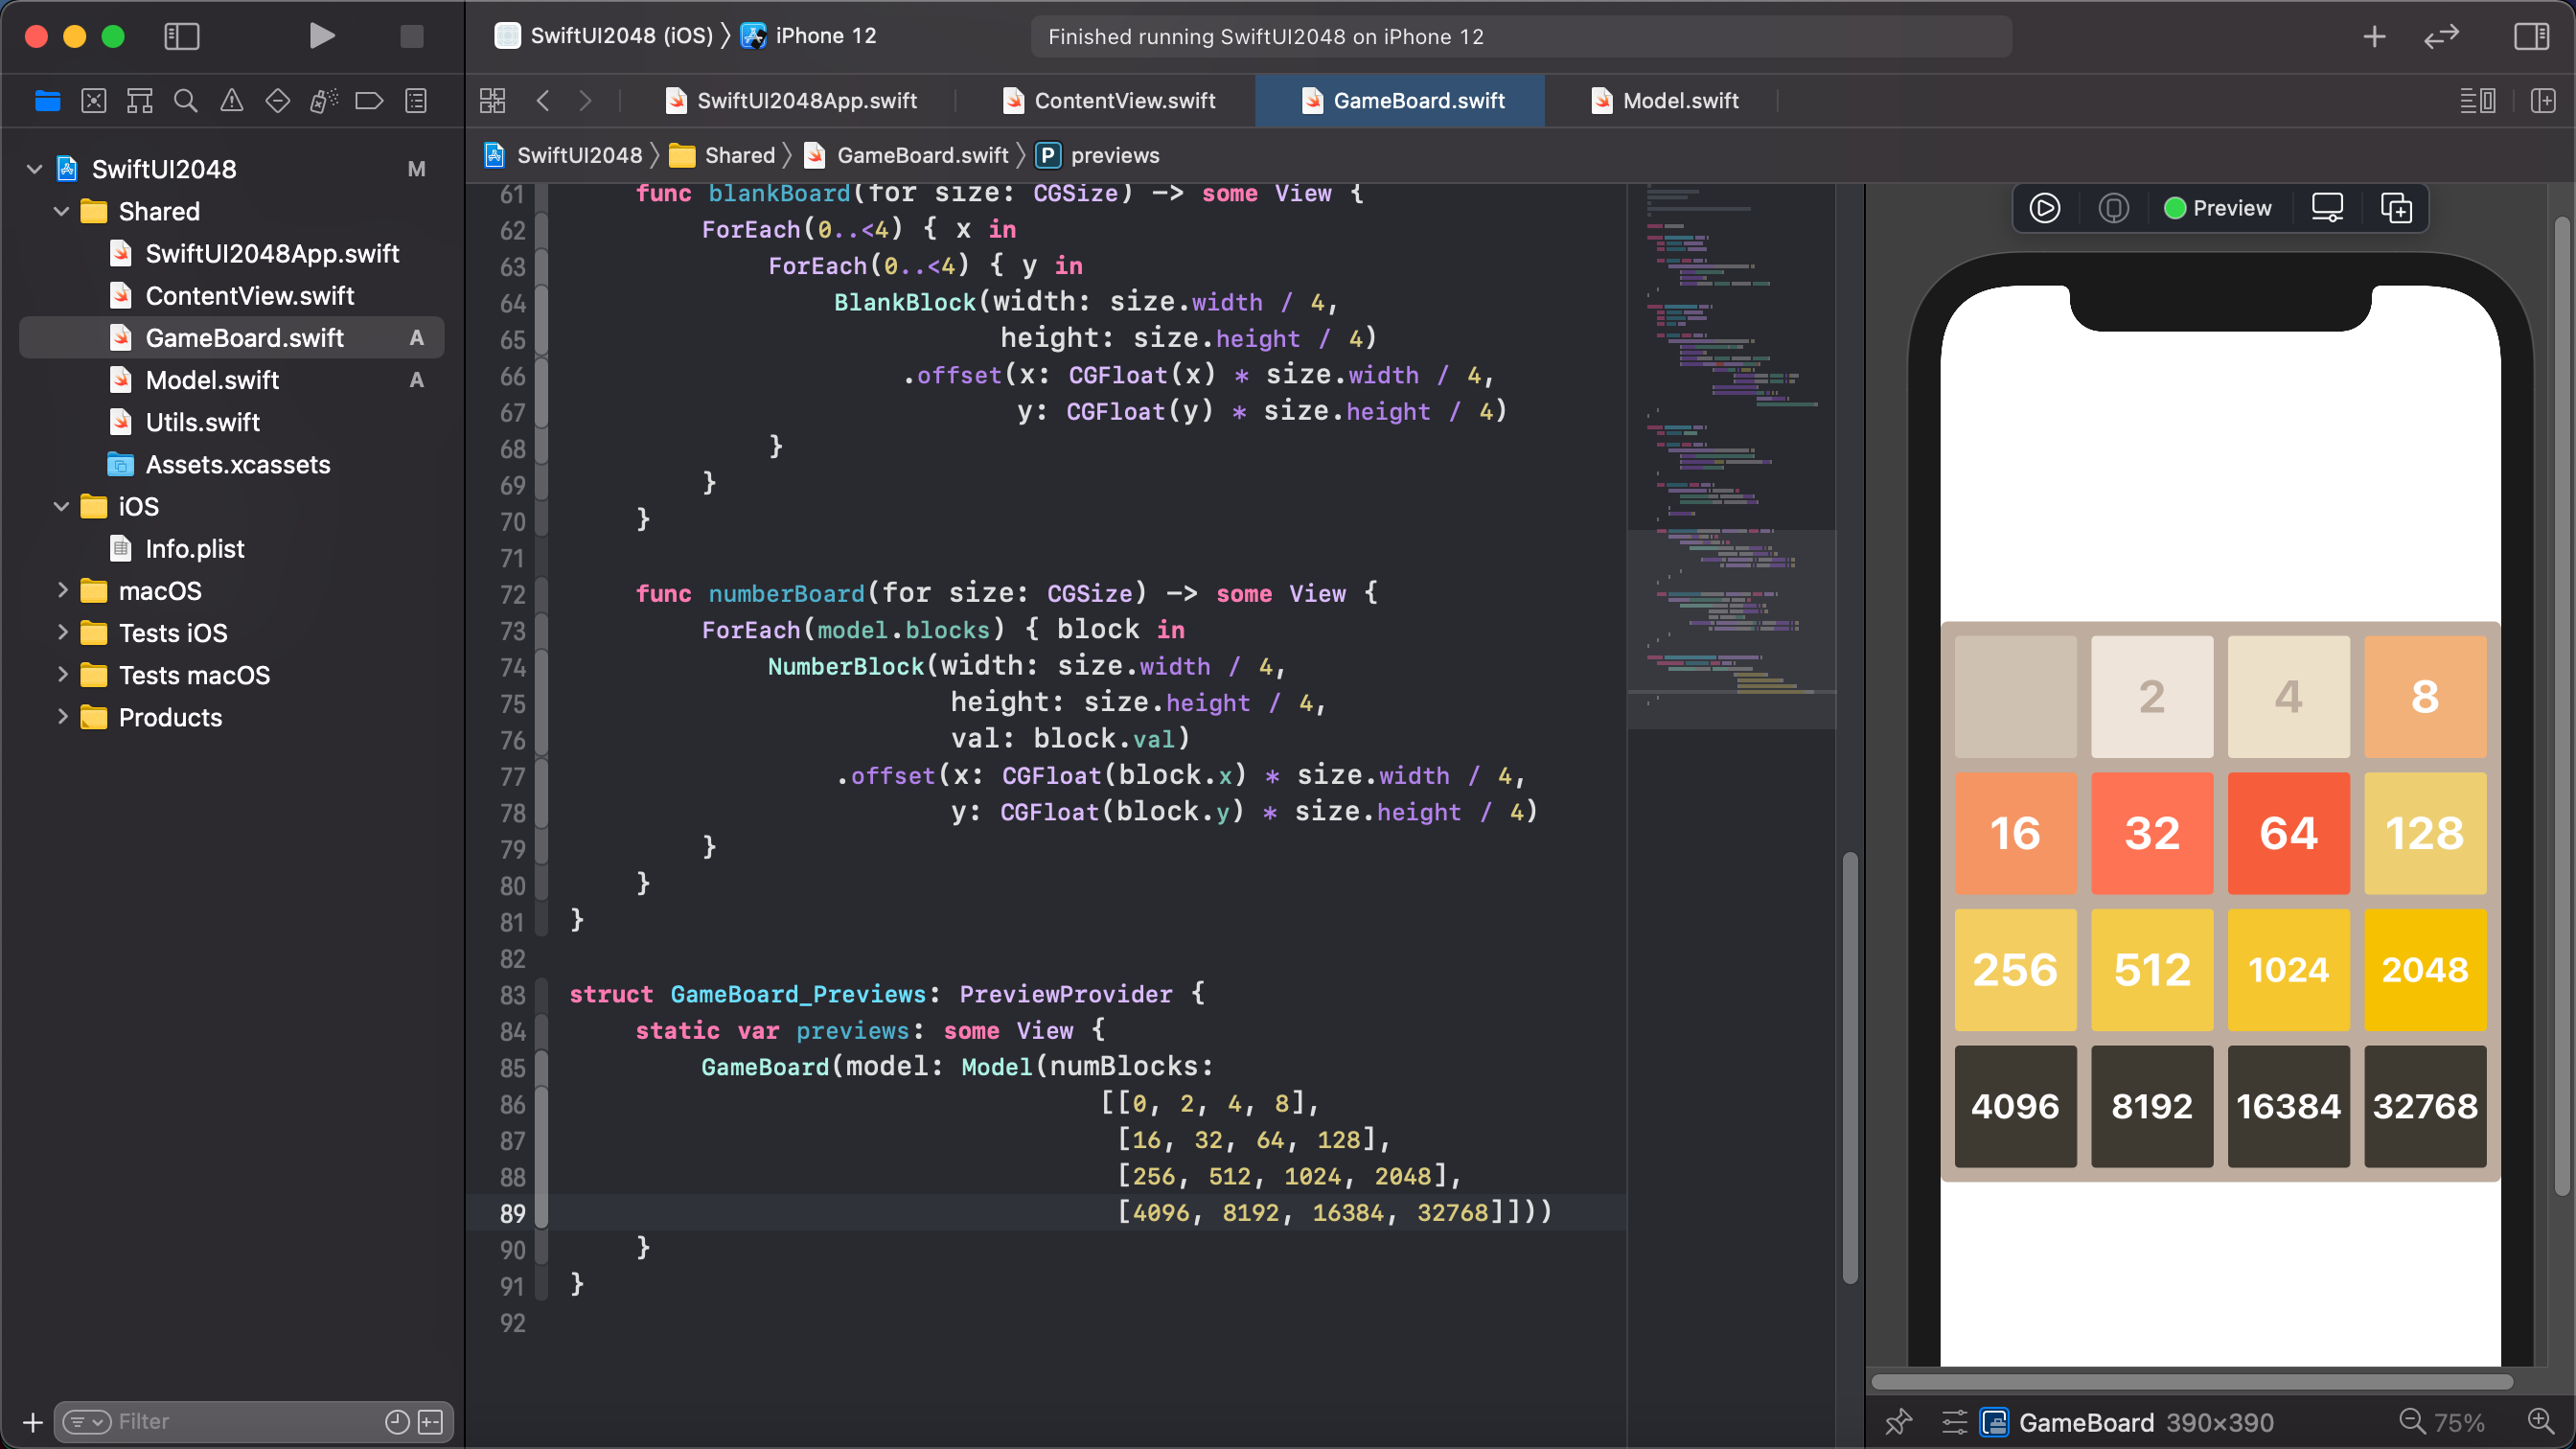 SwiftUI2048 (iOS) 〉 iPhone 12
Finished running SwiftUI2048 on iPhone 12
SwiftUI2048App.swift
ContentView.swift
GameBoard.swift
Model.swift
SwiftUI2048 〉 Shared 〉 GameBoard.swift 〉 P previews
SwiftUI2048 M
Shared
SwiftUI2048App.swift
ContentView.swift
GameBoard.swift A
Model.swift A
Utils.swift
Assets.xcassets
iOS
Info.plist
macOS
Tests iOS
Tests macOS
Products
Filter
61 func blankBoard(for size: CGSize) -> some View {
62 ForEach(0..<4) { x in
63 ForEach(0..<4) { y in
64 BlankBlock(width: size.width / 4,
65 height: size.height / 4)
66 .offset(x: CGFloat(x) * size.width / 4,
67 y: CGFloat(y) * size.height / 4)
68 }
69 }
70 }
71
72 func numberBoard(for size: CGSize) -> some View {
73 ForEach(model.blocks) { block in
74 NumberBlock(width: size.width / 4,
75 height: size.height / 4,
76 val: block.val)
77 .offset(x: CGFloat(block.x) * size.width / 4,
78 y: CGFloat(block.y) * size.height / 4)
79 }
80 }
81 }
82
83 struct GameBoard_Previews: PreviewProvider {
84 static var previews: some View {
85 GameBoard(model: Model(numBlocks:
86 [[0, 2, 4, 8],
87 [16, 32, 64, 128],
88 [256, 512, 1024, 2048],
89 [4096, 8192, 16384, 32768]]))
90 }
91 }
92
Preview
2 4 8
16 32 64 128
256 512 1024 2048
4096 8192 16384 32768
GameBoard 390×390
75%